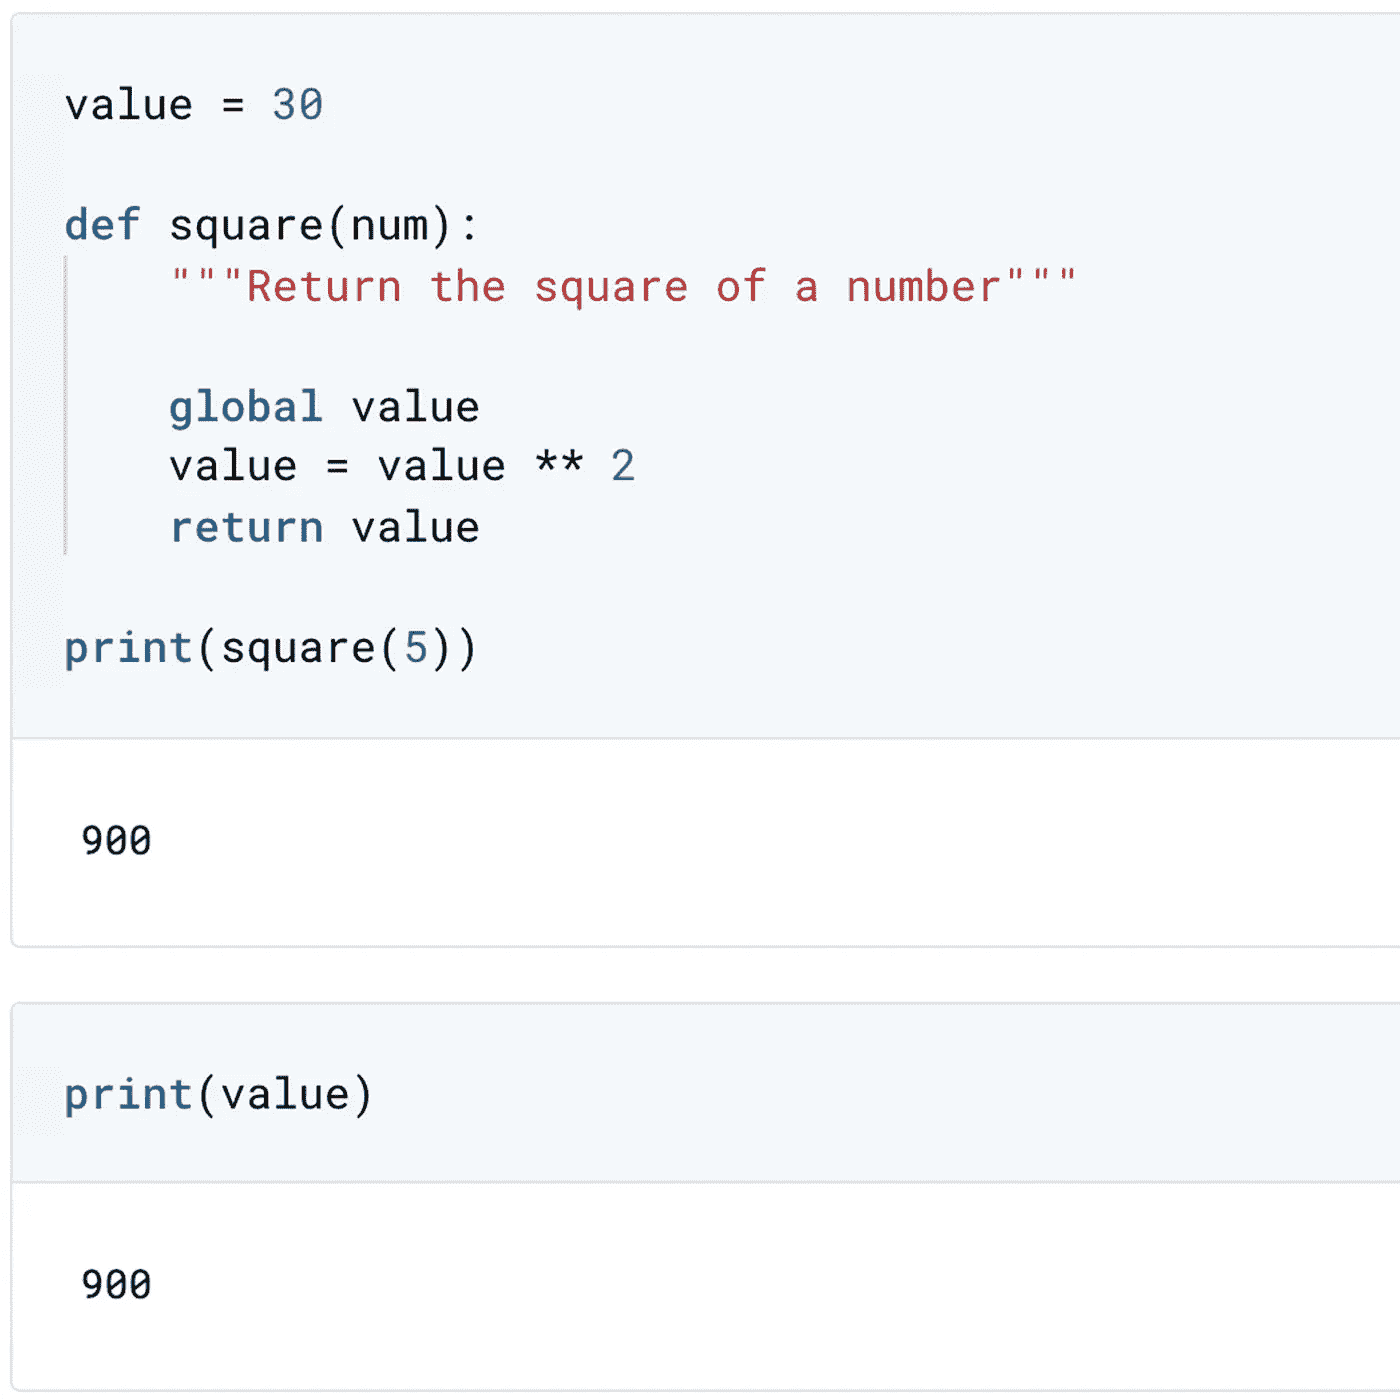 value = 30
def square(num):
    """Return the square of a number"""
    global value
    value = value ** 2
    return value
print(square(5))
900
print(value)
900